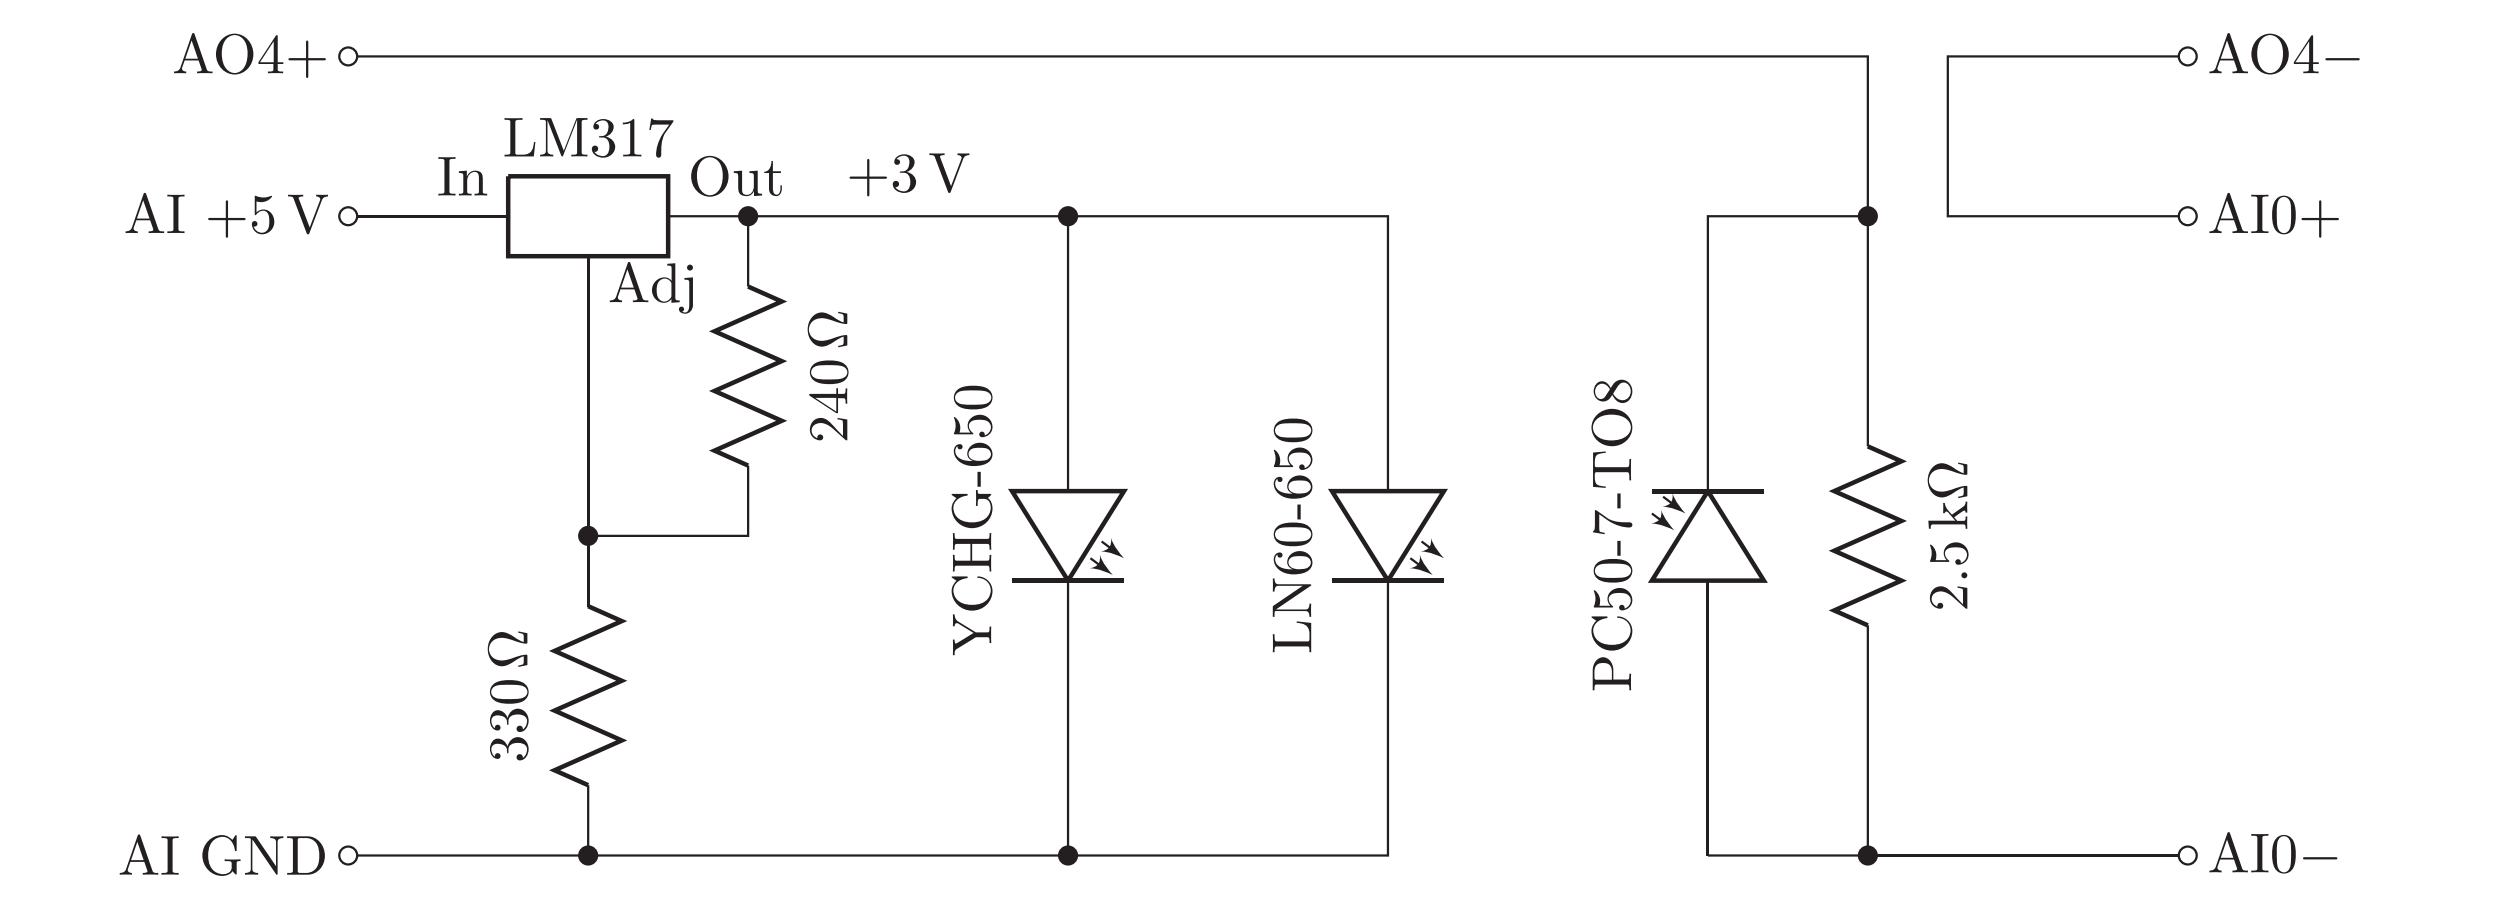 AO4+
AO4−
LM317
In
Out
+3 V
AI +5 V
AI0+
Adj
240 Ω
YCHG-650
LN60-650
PC50-7-TO8
2.5 kΩ
330 Ω
AI GND
AI0−